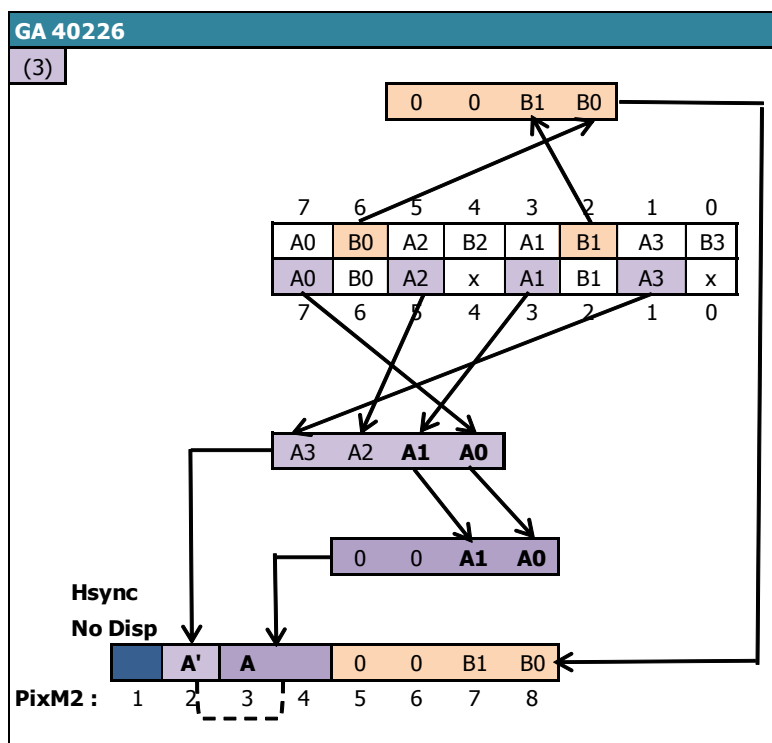 GA 40226
(3)
0 0 B1 B0
7 6 5 4 3 2 1 0
A0 B0 A2 B2 A1 B1 A3 B3
A0 B0 A2 x A1 B1 A3 x
7 6 5 4 3 2 1 0
A3 A2 A1 A0
0 0 A1 A0
Hsync
No Disp
A' A 0 0 B1 B0
PixM2 : 1 2 3 4 5 6 7 8